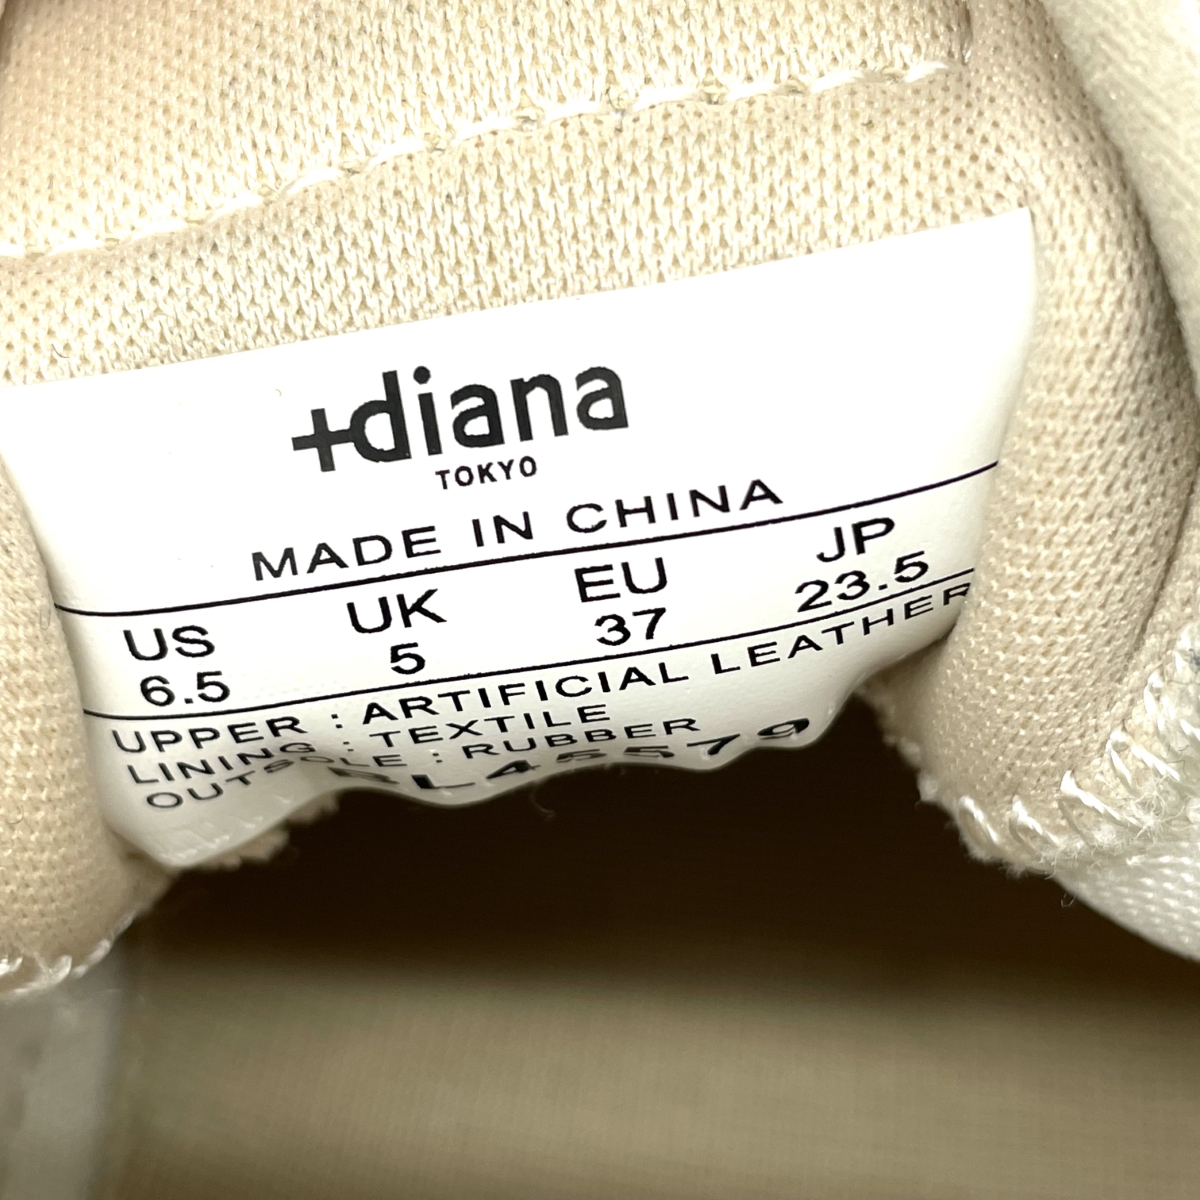 +diana
TOKYO
MADE IN CHINA
US UK EU JP
6.5 5 37 23.5
UPPER : ARTIFICIAL LEATHER
LINING : TEXTILE
OUTSOLE : RUBBER